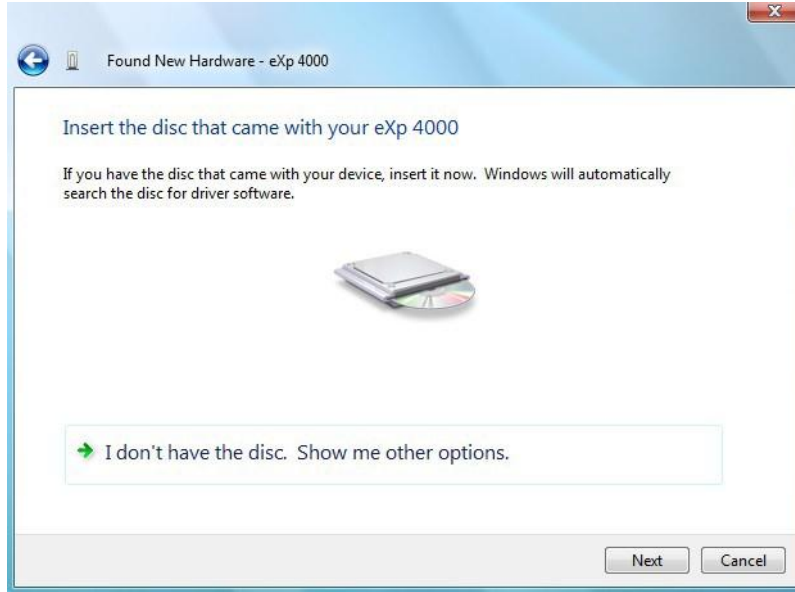 Found New Hardware - eXp 4000
Insert the disc that came with your eXp 4000
If you have the disc that came with your device, insert it now.  Windows will automatically
search the disc for driver software.
I don't have the disc.  Show me other options.
Next
Cancel